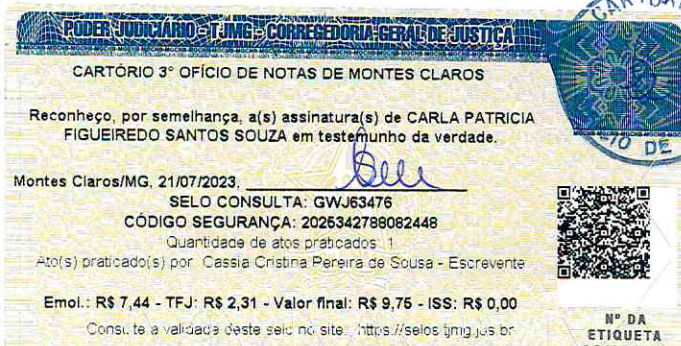 PODER JUDICIÁRIO - TJMG - CORREGEDORIA-GERAL DE JUSTIÇA
CARTÓRIO 3° OFÍCIO DE NOTAS DE MONTES CLAROS
Reconheço, por semelhança, a(s) assinatura(s) de CARLA PATRICIA
FIGUEIREDO SANTOS SOUZA em testemunho da verdade.
Montes Claros/MG, 21/07/2023,
SELO CONSULTA: GWJ63476
CÓDIGO SEGURANÇA: 2025342788082448
Quantidade de atos praticados: 1
Ato(s) praticado(s) por: Cassia Cristina Pereira de Sousa - Escrevente
Emol.: R$ 7,44 - TFJ: R$ 2,31 - Valor final: R$ 9,75 - ISS: R$ 0,00
Consulte a validade deste selo no site: https://selos.tjmg.jus.br
Nº DA
ETIQUETA